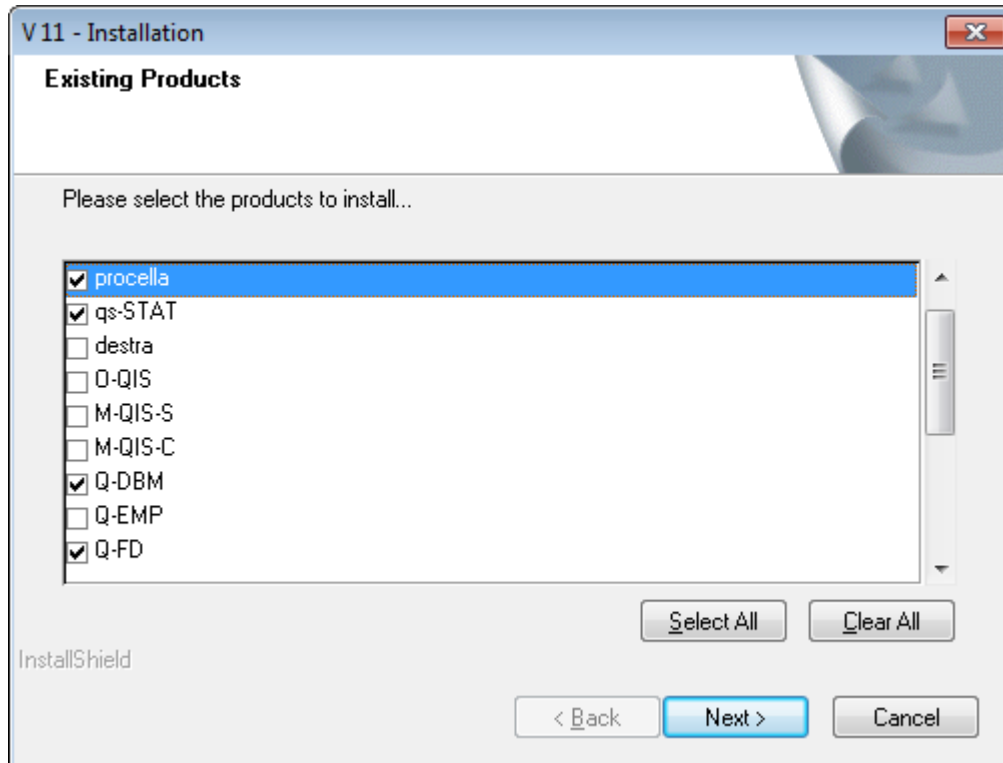 V 11 - Installation
Existing Products
Please select the products to install...
procella
qs-STAT
destra
O-QIS
M-QIS-S
M-QIS-C
Q-DBM
Q-EMP
Q-FD
Select All Clear All
InstallShield
< Back Next > Cancel